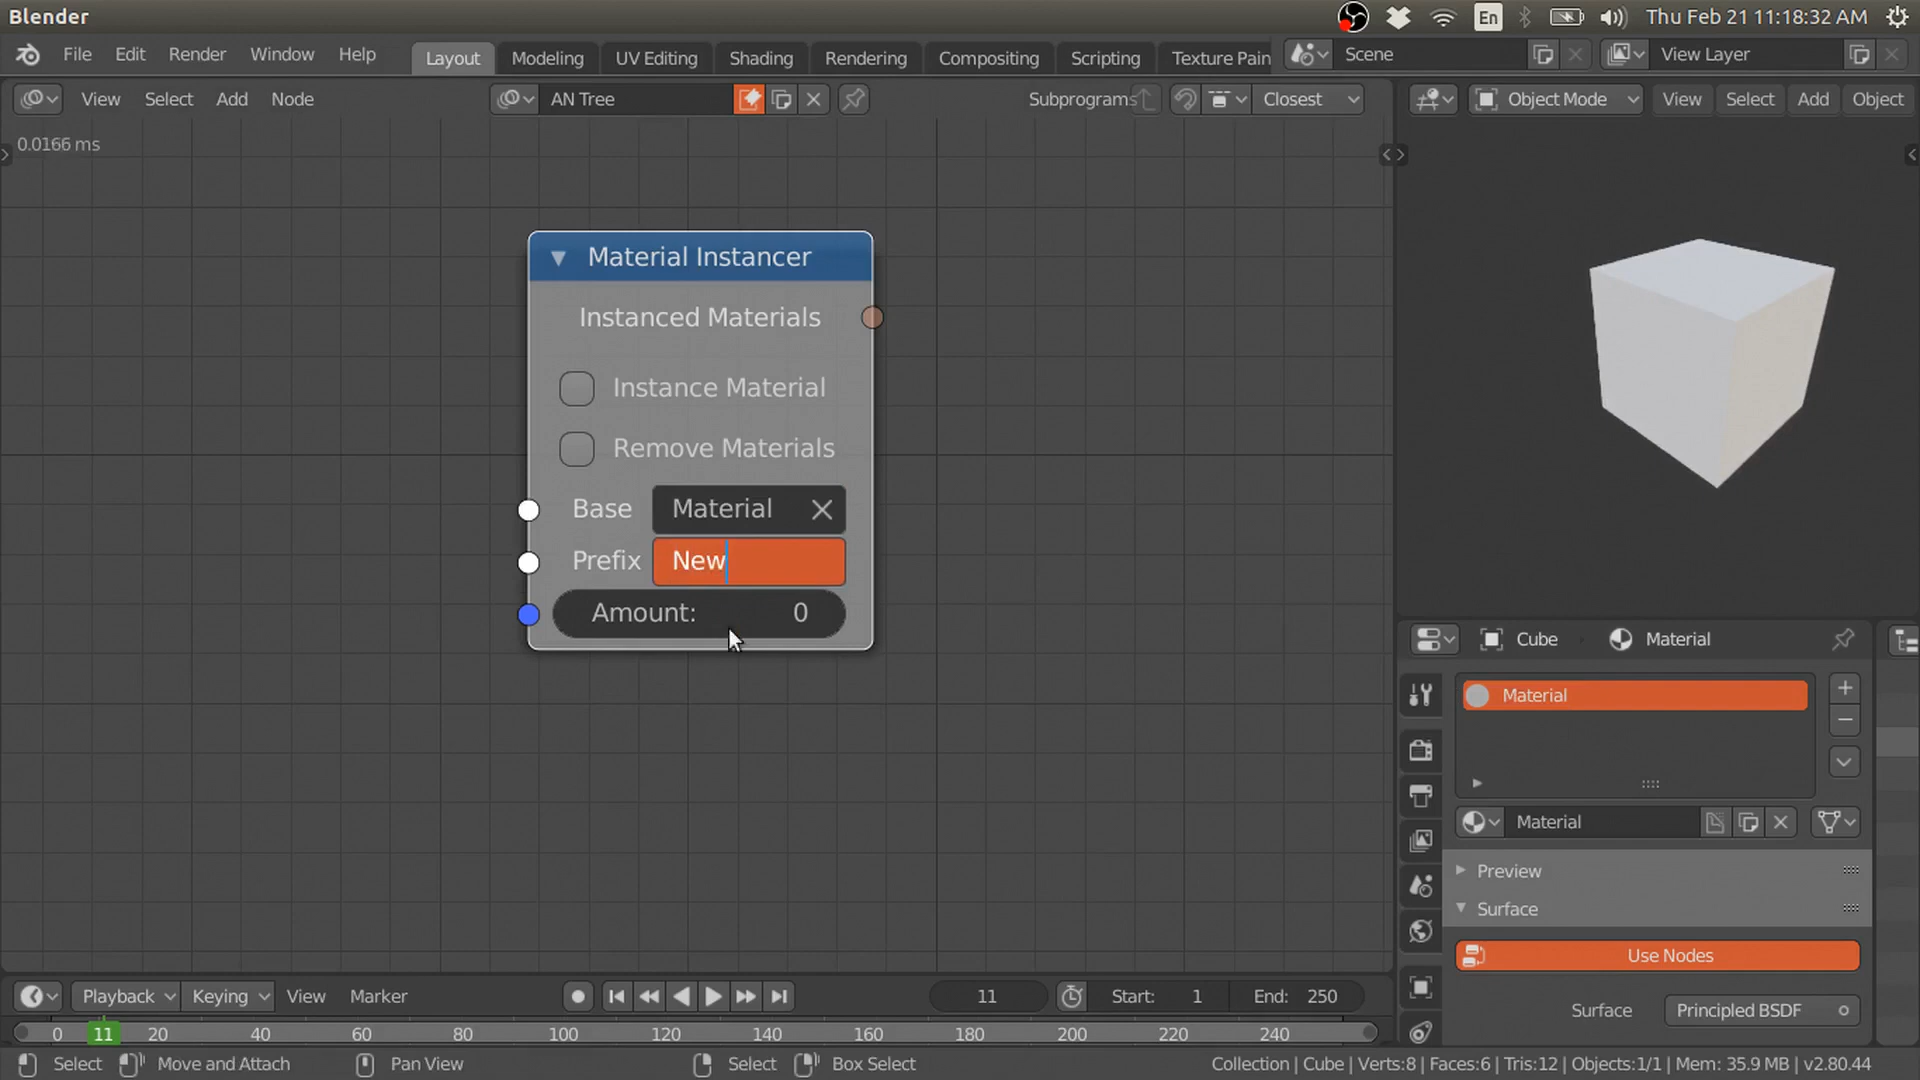 Blender
En
Thu Feb 21 11:18:32 AM
File Edit Render Window Help
Layout Modeling UV Editing Shading Rendering Compositing Scripting Texture Pain
Scene
View Layer
View Select Add Node
AN Tree
Subprograms
Closest
Object Mode
View Select Add Object
0.0166 ms
Material Instancer
Instanced Materials
Instance Material
Remove Materials
Base Material
Prefix New
Amount: 0
Cube Material
Material
Material
Preview
Surface
Use Nodes
Surface Principled BSDF
Playback Keying View Marker
11
Start: 1
End: 250
0 11 20 40 60 80 100 120 140 160 180 200 220 240
Select Move and Attach Pan View Select Box Select
Collection | Cube | Verts:8 | Faces:6 | Tris:12 | Objects:1/1 | Mem: 35.9 MB | v2.80.44